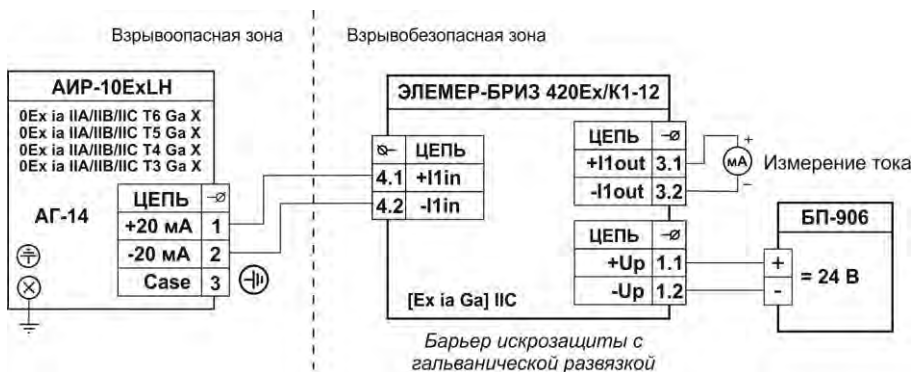 Взрывоопасная зона
Взрывобезопасная зона
АИР-10ExLH
0Ex ia IIA/IIB/IIC T6 Ga X
0Ex ia IIA/IIB/IIC T5 Ga X
0Ex ia IIA/IIB/IIC T4 Ga X
0Ex ia IIA/IIB/IIC T3 Ga X
АГ-14
ЦЕПЬ
+20 мА 1
-20 мА 2
Case 3
ЭЛЕМЕР-БРИЗ 420Ex/К1-12
ЦЕПЬ
4.1 +I1in
4.2 -I1in
ЦЕПЬ
+I1out 3.1
-I1out 3.2
+
мА
−
Измерение тока
ЦЕПЬ
+Up 1.1
-Up 1.2
[Ex ia Ga] IIC
БП-906
+
= 24 В
-
Барьер искрозащиты с
гальванической развязкой